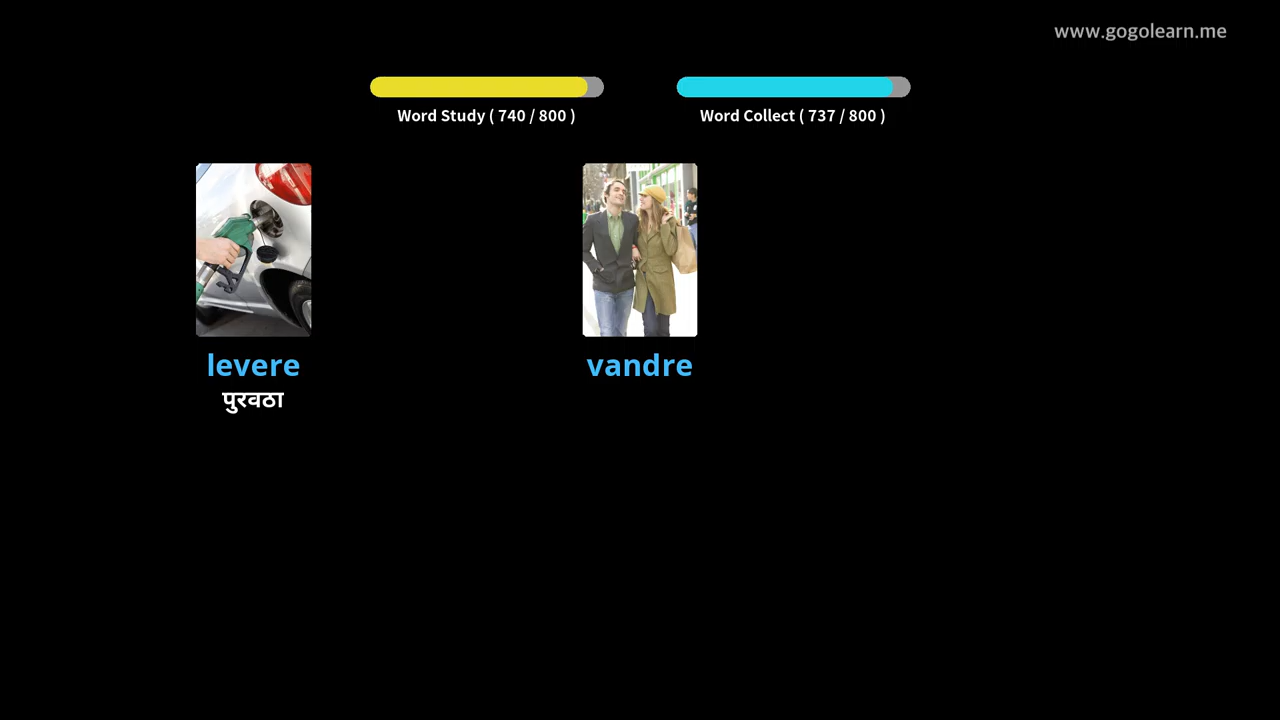 www.gogolearn.me
Word Study ( 740 / 800 )
Word Collect ( 737 / 800 )
levere
पुरवठा
vandre